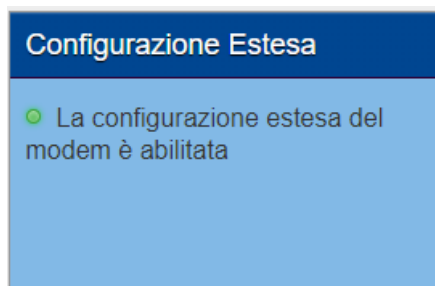 Configurazione Estesa
La configurazione estesa del
modem è abilitata